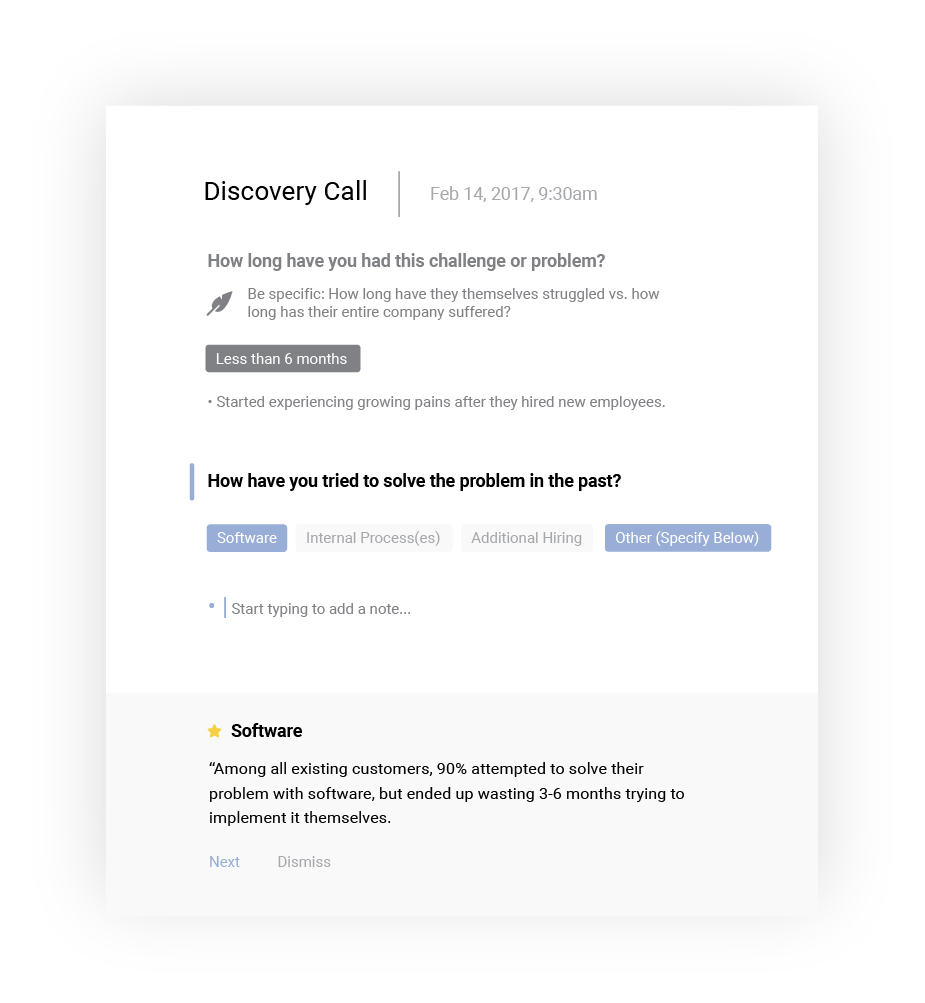 Discovery Call
Feb 14, 2017, 9:30am
How long have you had this challenge or problem?
Be specific: How long have they themselves struggled vs. how
long has their entire company suffered?
Less than 6 months
• Started experiencing growing pains after they hired new employees.
How have you tried to solve the problem in the past?
Software Internal Process(es) Additional Hiring Other (Specify Below)
• Start typing to add a note...
Software
“Among all existing customers, 90% attempted to solve their
problem with software, but ended up wasting 3-6 months trying to
implement it themselves.
Next Dismiss